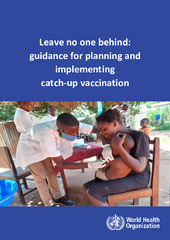 Leave no one behind:
guidance for planning and
implementing
catch-up vaccination
World Health
Organization